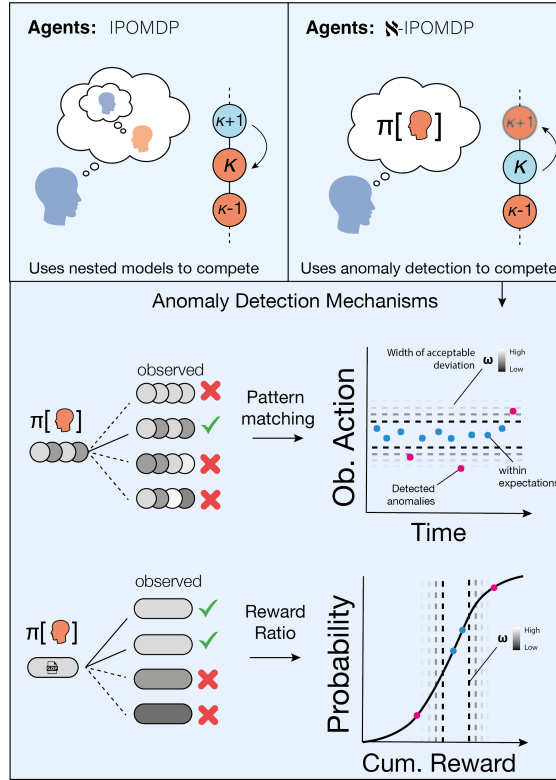 Agents: IPOMDP
κ+1
κ
κ-1
Uses nested models to compete
Agents: ℵ-IPOMDP
π[ ]
κ+1
κ
κ-1
Uses anomaly detection to compete
Anomaly Detection Mechanisms
observed
π[ ]
Pattern
matching
Width of acceptable
deviation
ω
High
Low
Ob. Action
within
expectations
Detected
anomalies
Time
observed
π[ ]
Reward
Ratio
Probability
ω
High
Low
Cum. Reward